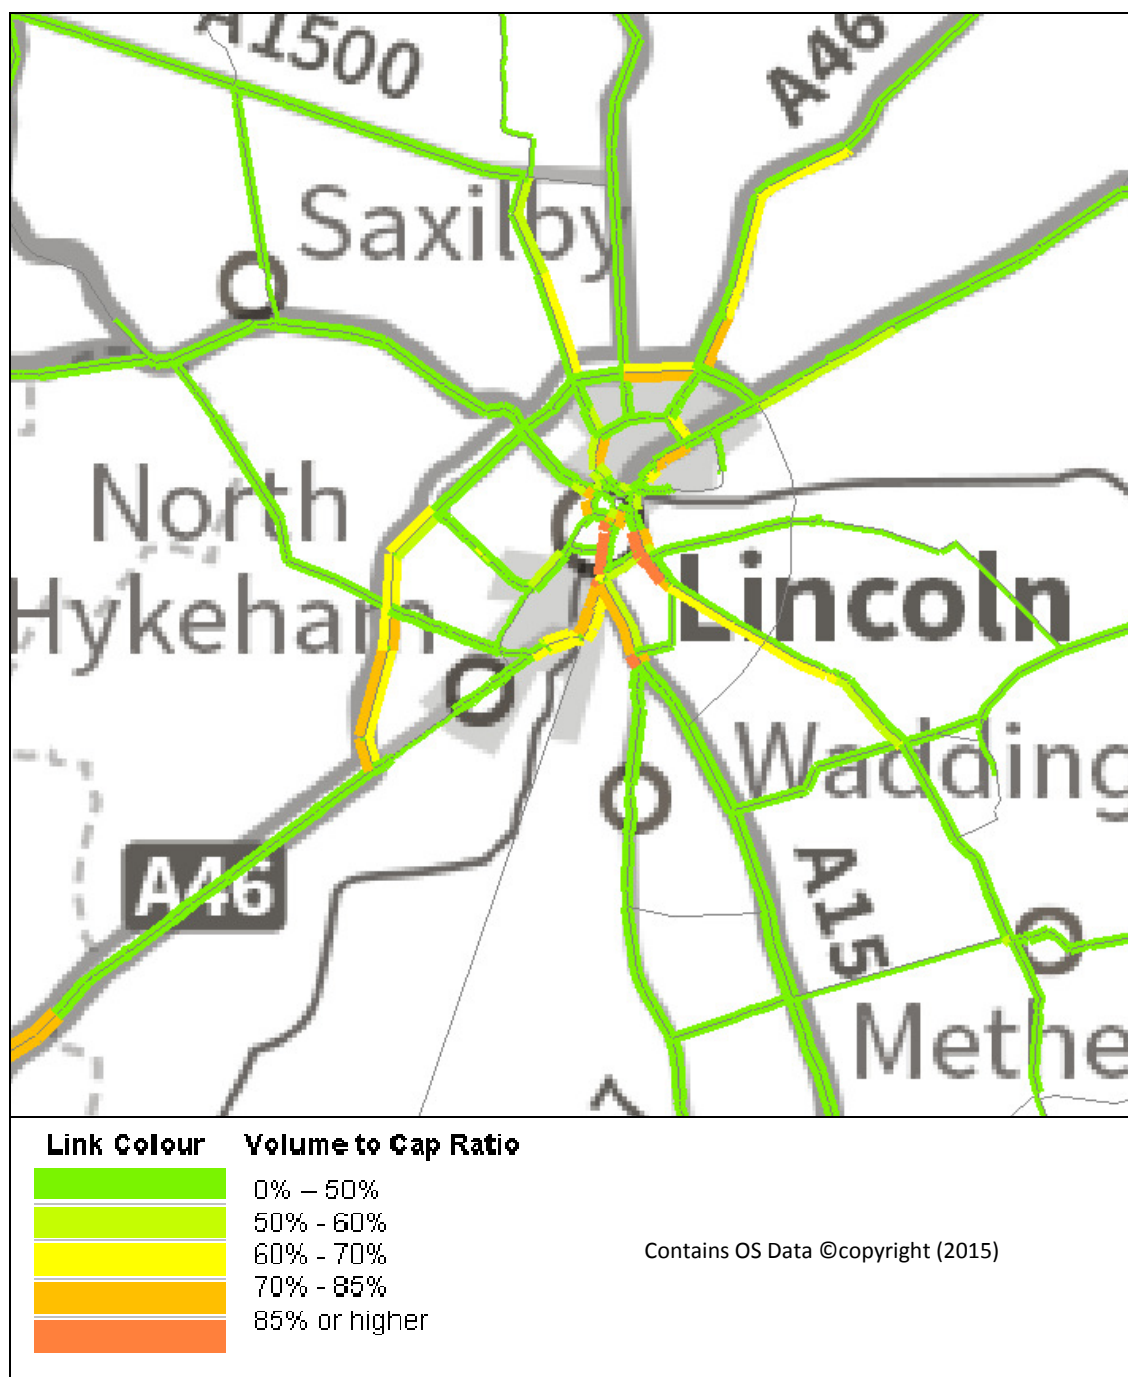 A1500
A46
Saxilby
North
Hykeham
Lincoln
Wadding
A46
A15
Methe
Link Colour Volume to Cap Ratio
0% – 50%
50% - 60%
60% - 70%
70% - 85%
85% or higher
Contains OS Data ©copyright (2015)